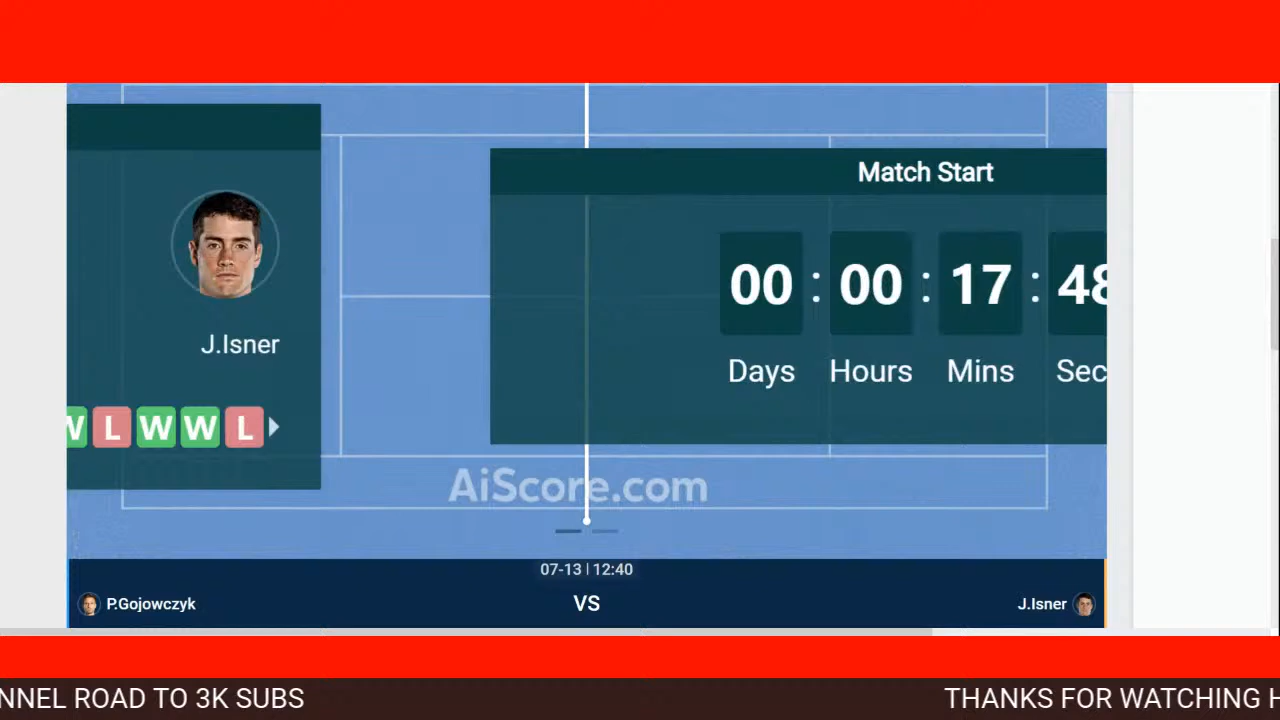 Match Start
00 : 00 : 17 : 48
Days Hours Mins Sec
J.Isner
W L W W L
AiScore.com
07-13 | 12:40
P.Gojowczyk VS J.Isner
NNEL ROAD TO 3K SUBS THANKS FOR WATCHING H